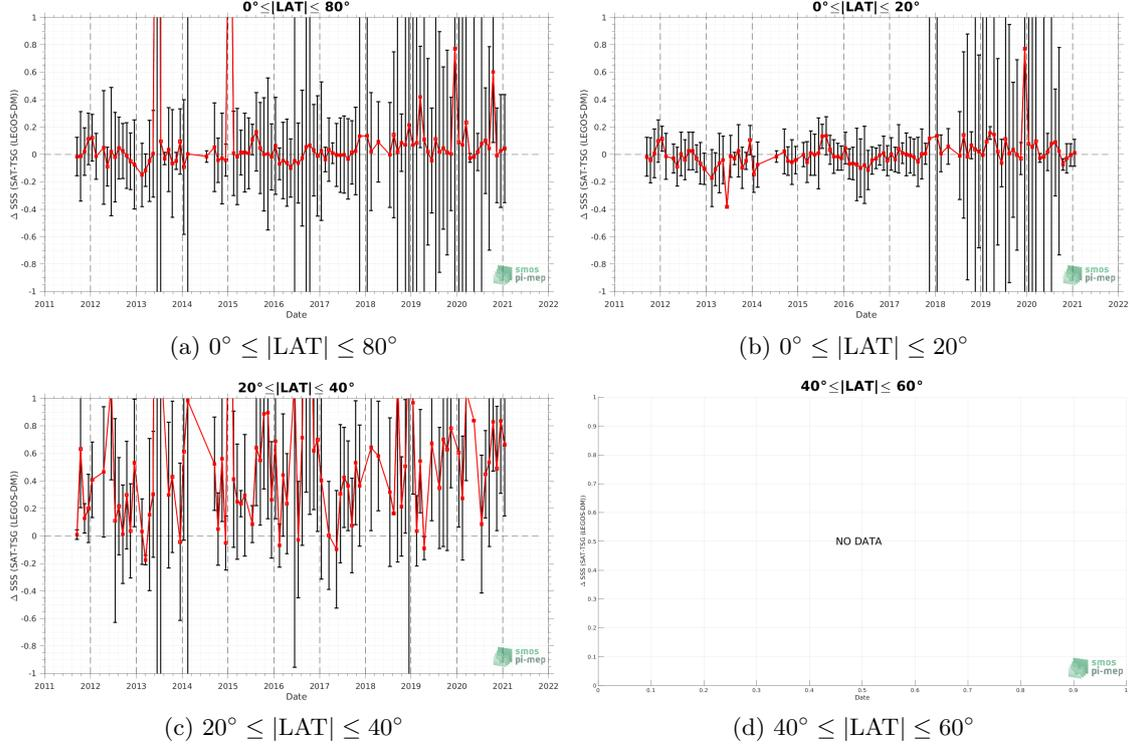 0°≤|LAT|≤ 80°
1
0.8
0.6
0.4
0.2
0
-0.2
-0.4
-0.6
-0.8
-1
Δ SSS (SAT-TSG (LEGOS-DM))
2011 2012 2013 2014 2015 2016 2017 2018 2019 2020 2021 2022
Date
smos
pi-mep
(a) 0° ≤ |LAT| ≤ 80°
0°≤|LAT|≤ 20°
1
0.8
0.6
0.4
0.2
0
-0.2
-0.4
-0.6
-0.8
-1
Δ SSS (SAT-TSG (LEGOS-DM))
2011 2012 2013 2014 2015 2016 2017 2018 2019 2020 2021 2022
Date
smos
pi-mep
(b) 0° ≤ |LAT| ≤ 20°
20°≤|LAT|≤ 40°
1
0.8
0.6
0.4
0.2
0
-0.2
-0.4
-0.6
-0.8
-1
Δ SSS (SAT-TSG (LEGOS-DM))
2011 2012 2013 2014 2015 2016 2017 2018 2019 2020 2021 2022
Date
smos
pi-mep
(c) 20° ≤ |LAT| ≤ 40°
40°≤|LAT|≤ 60°
1
0.9
0.8
0.7
0.6
0.5
0.4
0.3
0.2
0.1
0
Δ SSS (SAT-TSG (LEGOS-DM))
NO DATA
0 0.1 0.2 0.3 0.4 0.5 0.6 0.7 0.8 0.9 1
Date
smos
pi-mep
(d) 40° ≤ |LAT| ≤ 60°